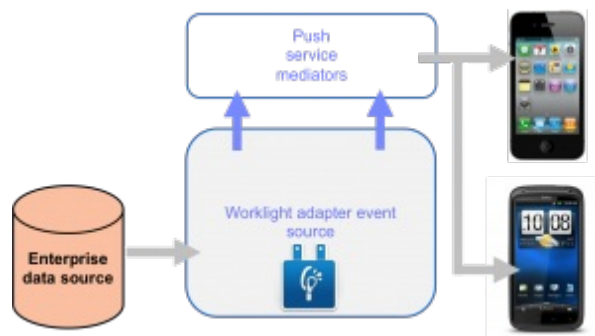 Push
service
mediators
Worklight adapter event
source
Enterprise
data source
10 08